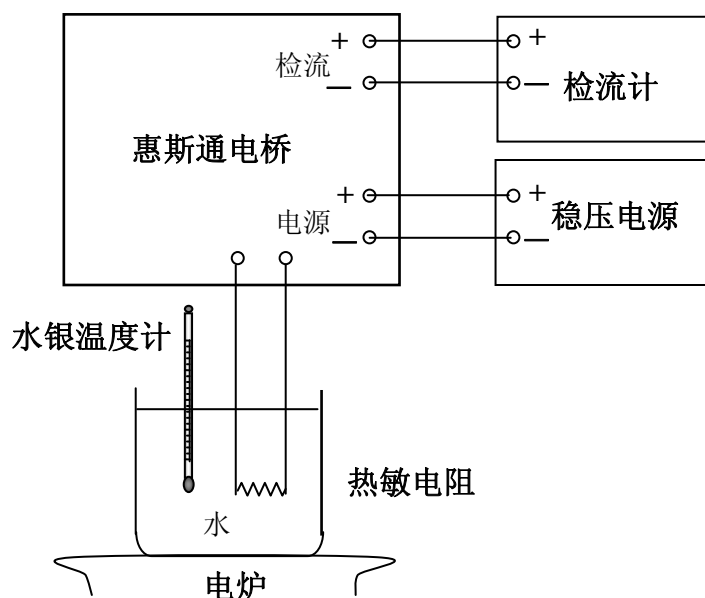 检流
+
—
检流计
+
—
惠斯通电桥
电源
+
—
稳压电源
+
—
水银温度计
热敏电阻
水
电炉